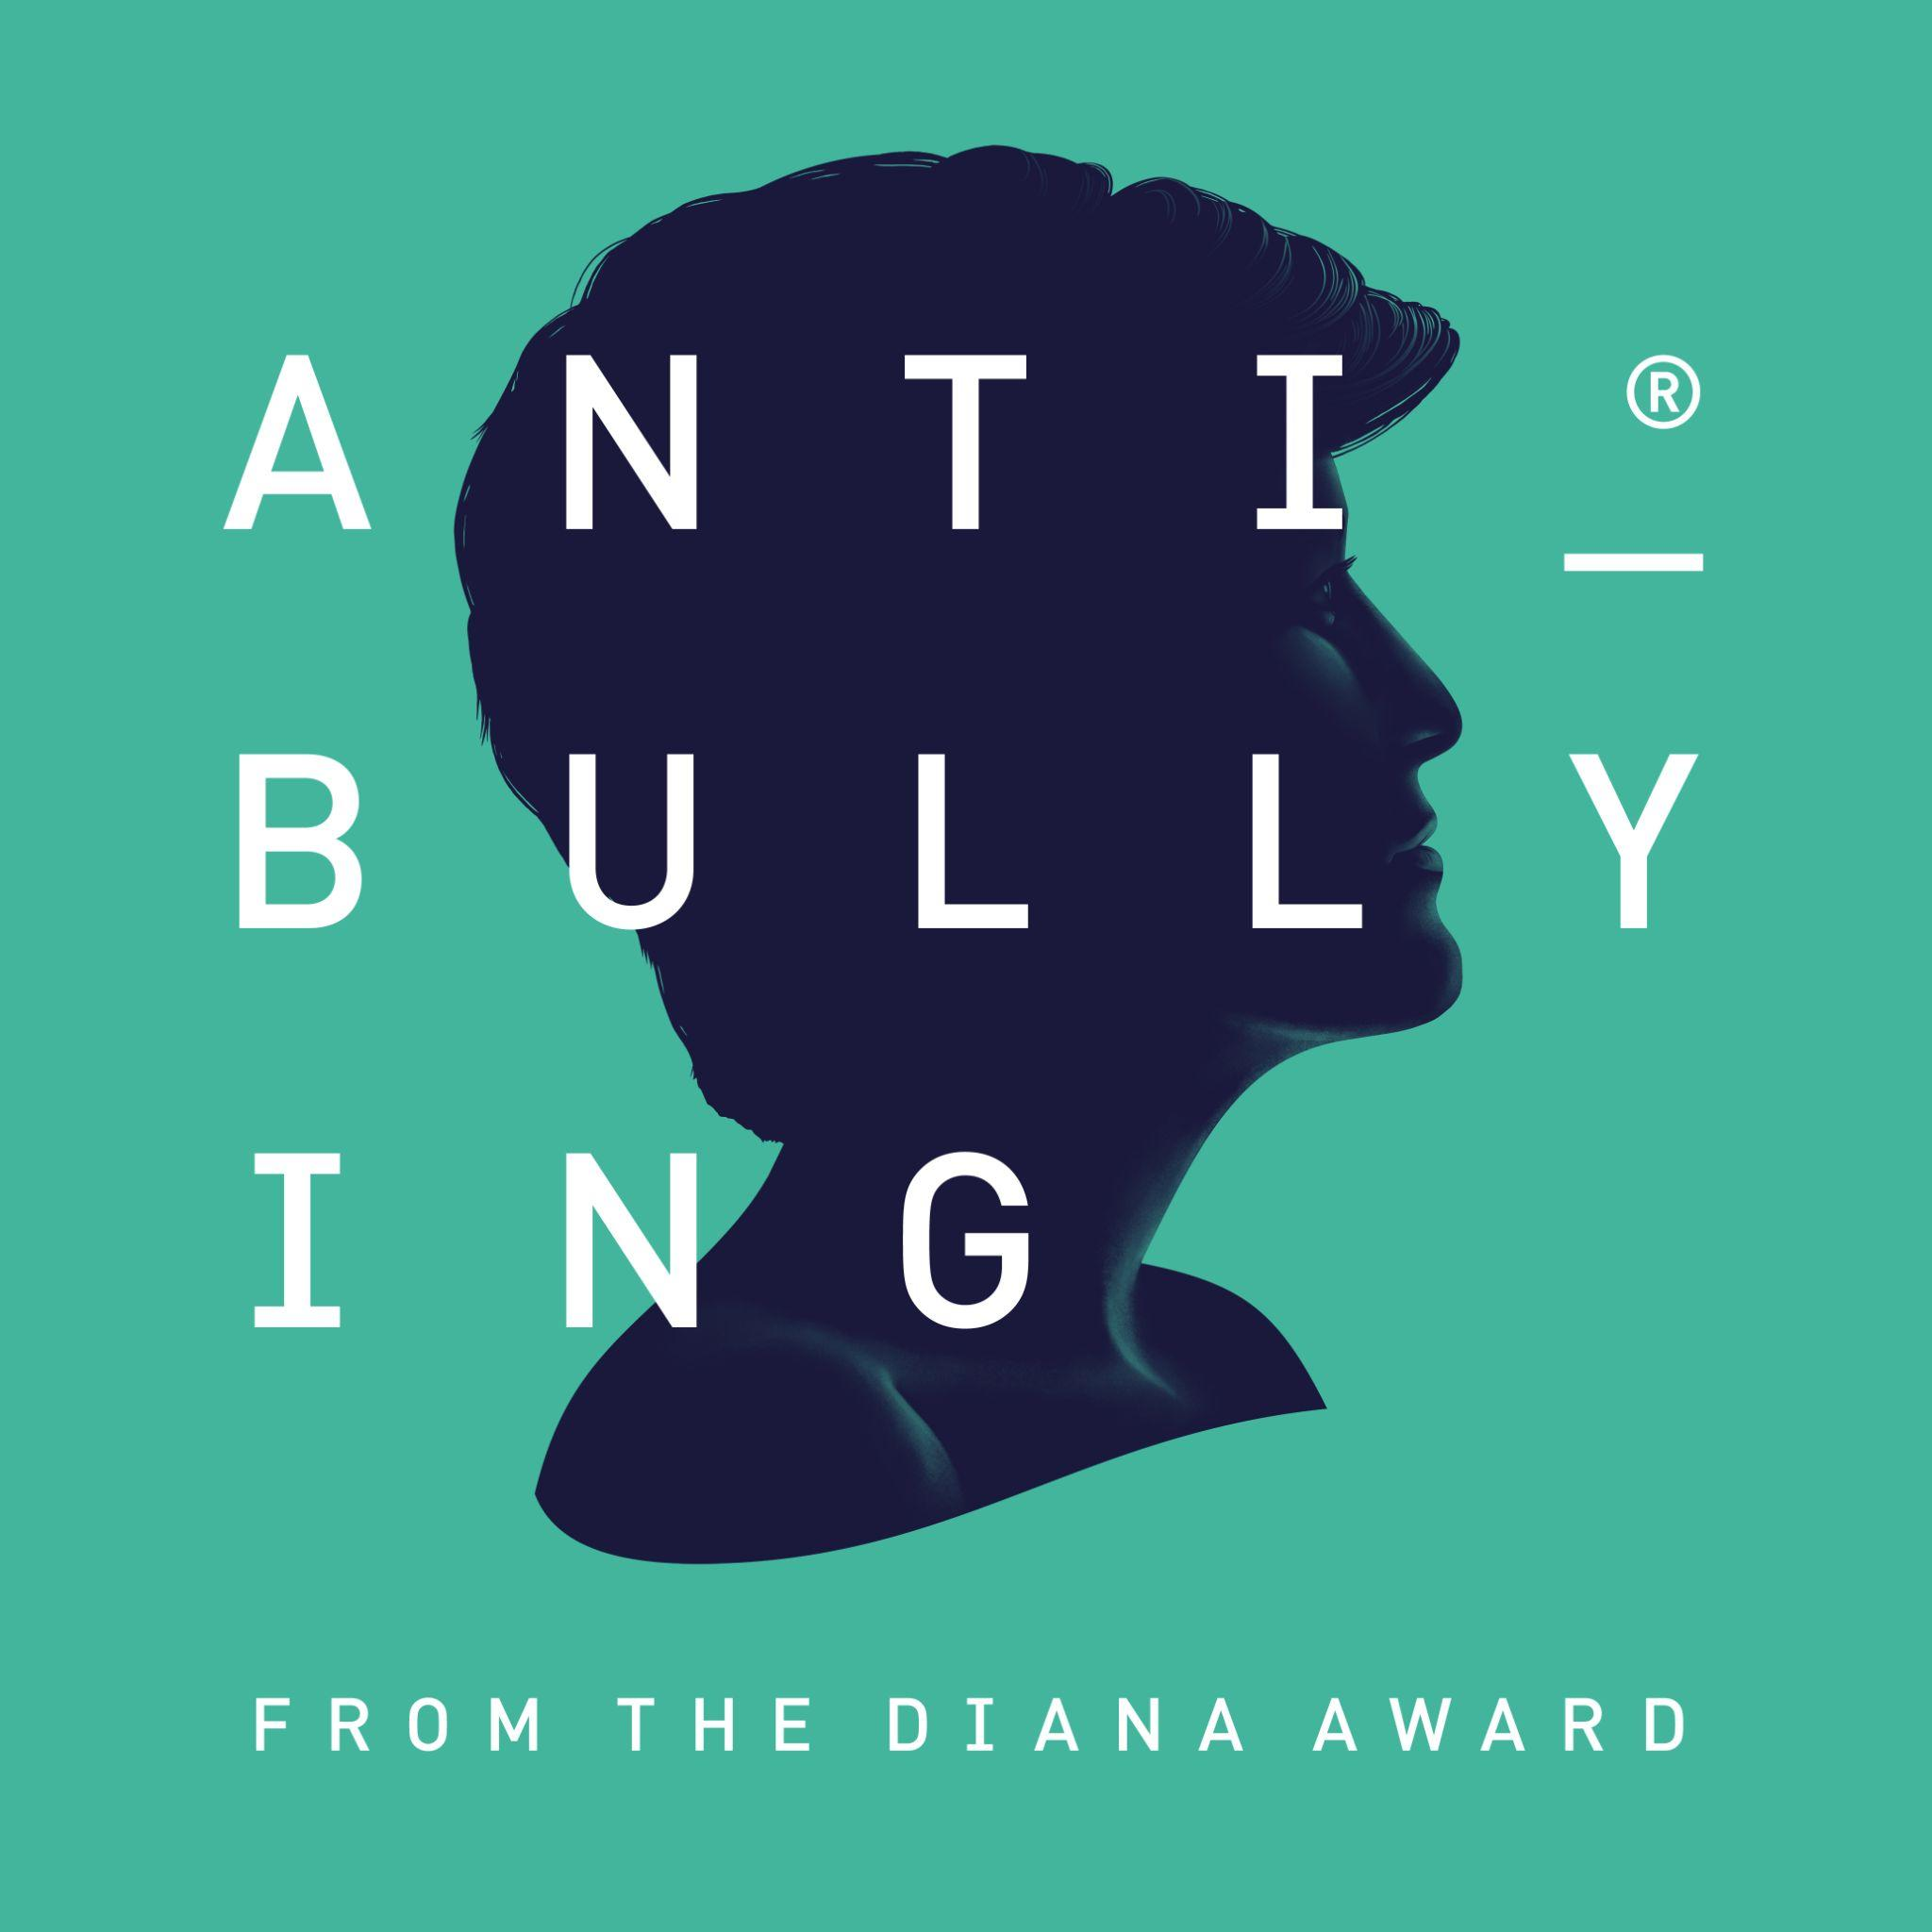 ANTI-®
BULLY
ING
FROM THE DIANA AWARD